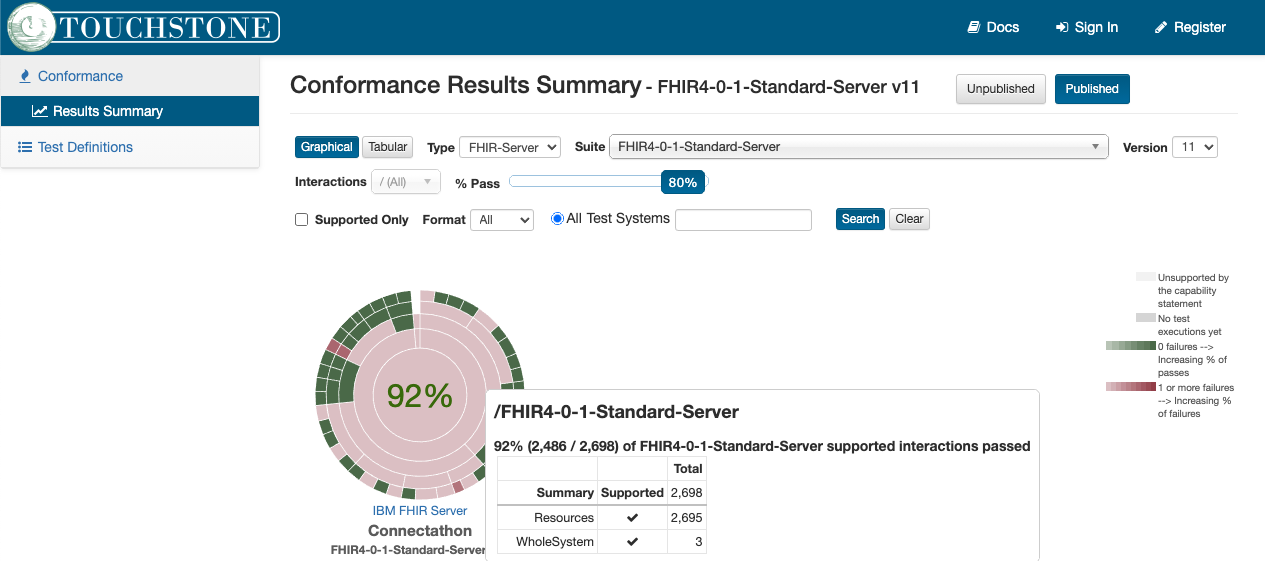 TOUCHSTONE
Docs
Sign In
Register
Conformance
Results Summary
Test Definitions
Conformance Results Summary - FHIR4-0-1-Standard-Server v11
Unpublished
Published
Graphical
Tabular
Type
FHIR-Server
Suite
FHIR4-0-1-Standard-Server
Version
11
Interactions
/ (All)
% Pass
80%
Supported Only
Format
All
All Test Systems
Search
Clear
Unsupported by
the capability
statement
No test
executions yet
0 failures -->
Increasing % of
passes
1 or more failures
--> Increasing %
of failures
92%
IBM FHIR Server
Connectathon
FHIR4-0-1-Standard-Server
/FHIR4-0-1-Standard-Server
92% (2,486 / 2,698) of FHIR4-0-1-Standard-Server supported interactions passed
Total
Summary Supported 2,698
Resources ✔ 2,695
WholeSystem ✔ 3